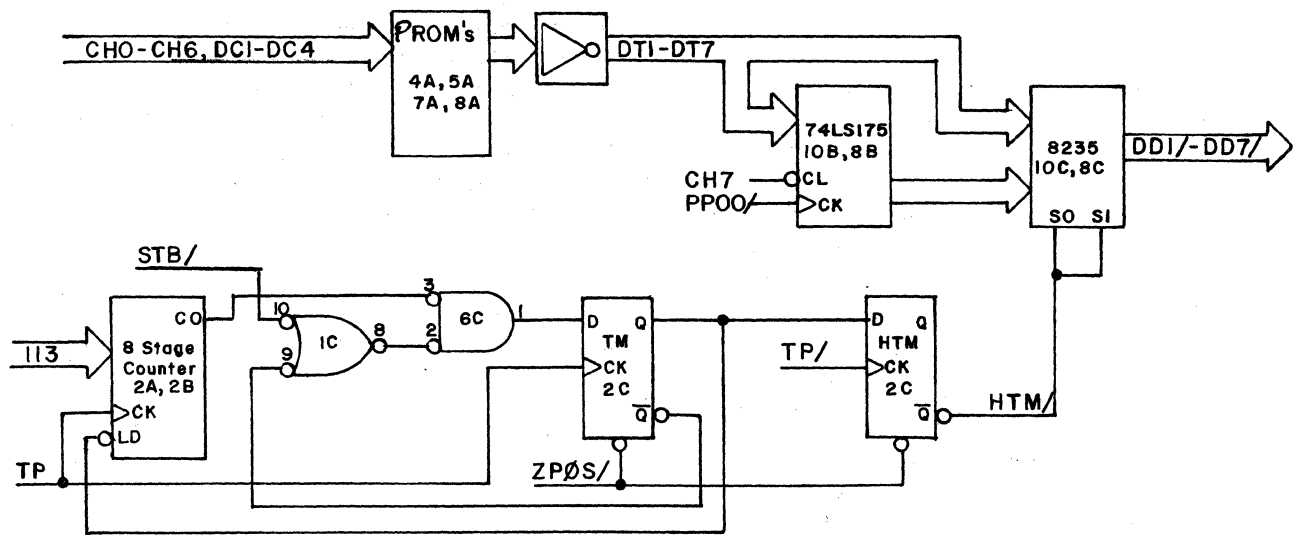 CH0-CH6, DC1-DC4
PROM's
4A, 5A
7A, 8A
DT1-DT7
74LS175
10B, 8B
CL
CK
CH7
PP00/
8235
10C, 8C
S0 S1
DD1/-DD7/
STB/
113
CO
8 Stage
Counter
2A, 2B
CK
LD
TP
10
9
1C
8
3
2
6C
1
D Q
TM
CK
2C
Q
ZPØS/
TP/
D Q
HTM
CK
2C
Q
HTM/